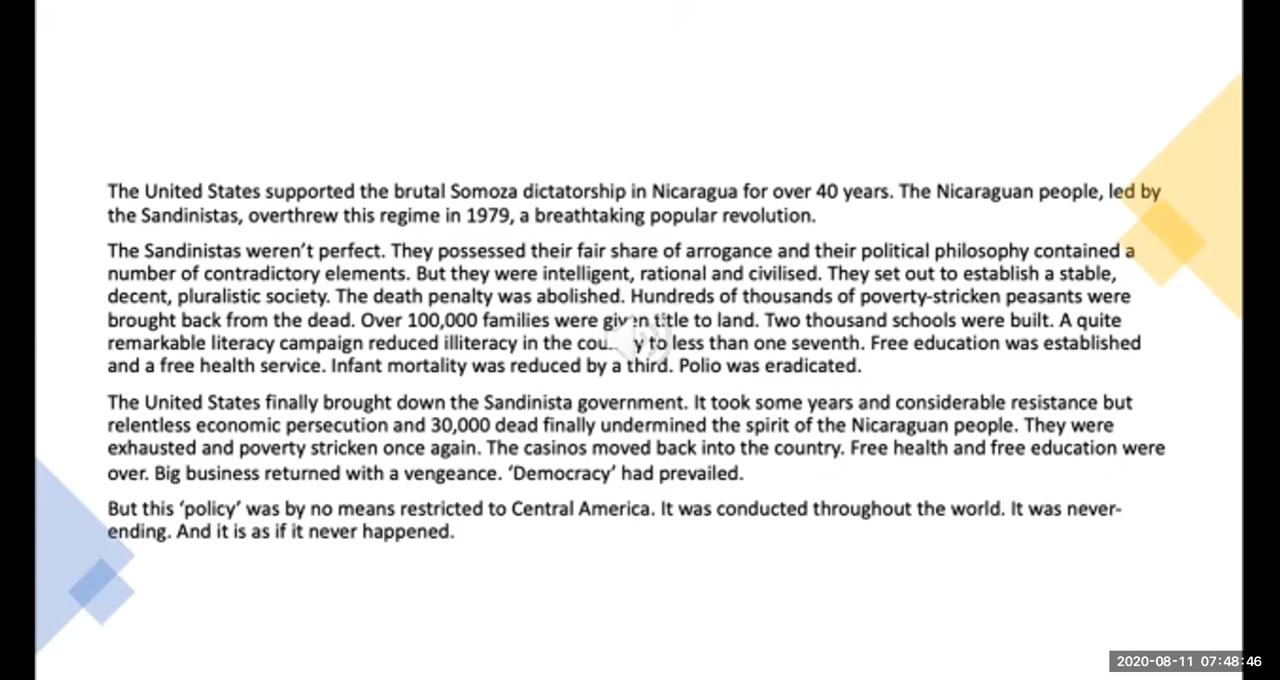 The United States supported the brutal Somoza dictatorship in Nicaragua for over 40 years. The Nicaraguan people, led by
the Sandinistas, overthrew this regime in 1979, a breathtaking popular revolution.
The Sandinistas weren’t perfect. They possessed their fair share of arrogance and their political philosophy contained a
number of contradictory elements. But they were intelligent, rational and civilised. They set out to establish a stable,
decent, pluralistic society. The death penalty was abolished. Hundreds of thousands of poverty-stricken peasants were
brought back from the dead. Over 100,000 families were given title to land. Two thousand schools were built. A quite
remarkable literacy campaign reduced illiteracy in the to less than one seventh. Free education was established
and a free health service. Infant mortality was reduced by a third. Polio was eradicated.
The United States finally brought down the Sandinista government. It took some years and considerable resistance but
relentless economic persecution and 30,000 dead finally undermined the spirit of the Nicaraguan people. They were
exhausted and poverty stricken once again. The casinos moved back into the country. Free health and free education were
over. Big business returned with a vengeance. ‘Democracy’ had prevailed.
But this ‘policy’ was by no means restricted to Central America. It was conducted throughout the world. It was never-
ending. And it is as if it never happened.
2020-08-11 07:48:46